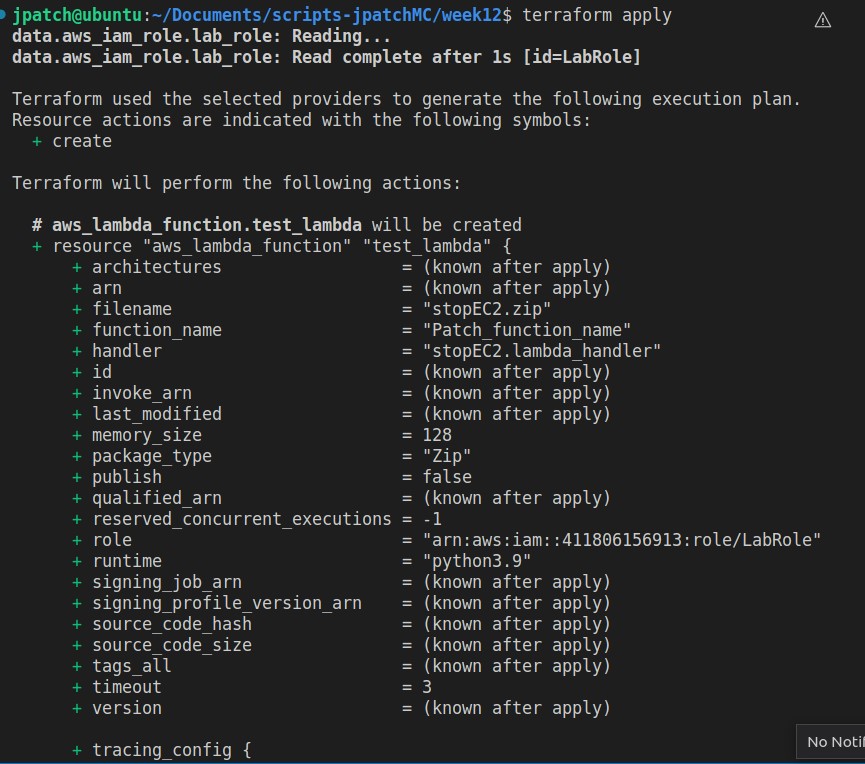 jpatch@ubuntu:~/Documents/scripts-jpatchMC/week12$ terraform apply
data.aws_iam_role.lab_role: Reading...
data.aws_iam_role.lab_role: Read complete after 1s [id=LabRole]
Terraform used the selected providers to generate the following execution plan.
Resource actions are indicated with the following symbols:
+ create
Terraform will perform the following actions:
# aws_lambda_function.test_lambda will be created
+ resource "aws_lambda_function" "test_lambda" {
+ architectures = (known after apply)
+ arn = (known after apply)
+ filename = "stopEC2.zip"
+ function_name = "Patch_function_name"
+ handler = "stopEC2.lambda_handler"
+ id = (known after apply)
+ invoke_arn = (known after apply)
+ last_modified = (known after apply)
+ memory_size = 128
+ package_type = "Zip"
+ publish = false
+ qualified_arn = (known after apply)
+ reserved_concurrent_executions = -1
+ role = "arn:aws:iam::411806156913:role/LabRole"
+ runtime = "python3.9"
+ signing_job_arn = (known after apply)
+ signing_profile_version_arn = (known after apply)
+ source_code_hash = (known after apply)
+ source_code_size = (known after apply)
+ tags_all = (known after apply)
+ timeout = 3
+ version = (known after apply)
+ tracing_config {
No